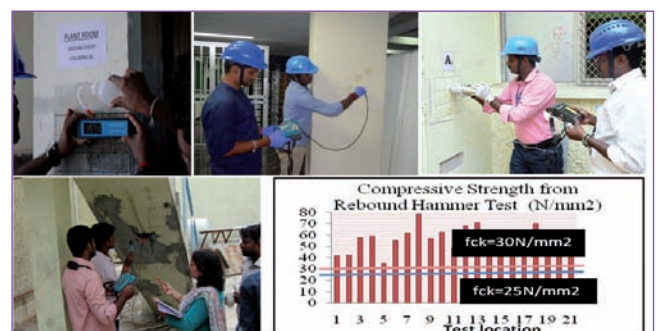 PLANT ROOM
A
Compressive Strength from
Rebound Hammer Test (N/mm2)
80
70
60
50
40
30
20
10
0
fck=30N/mm2
fck=25N/mm2
1 3 5 7 9 11 13 15 17 19 21
Test location